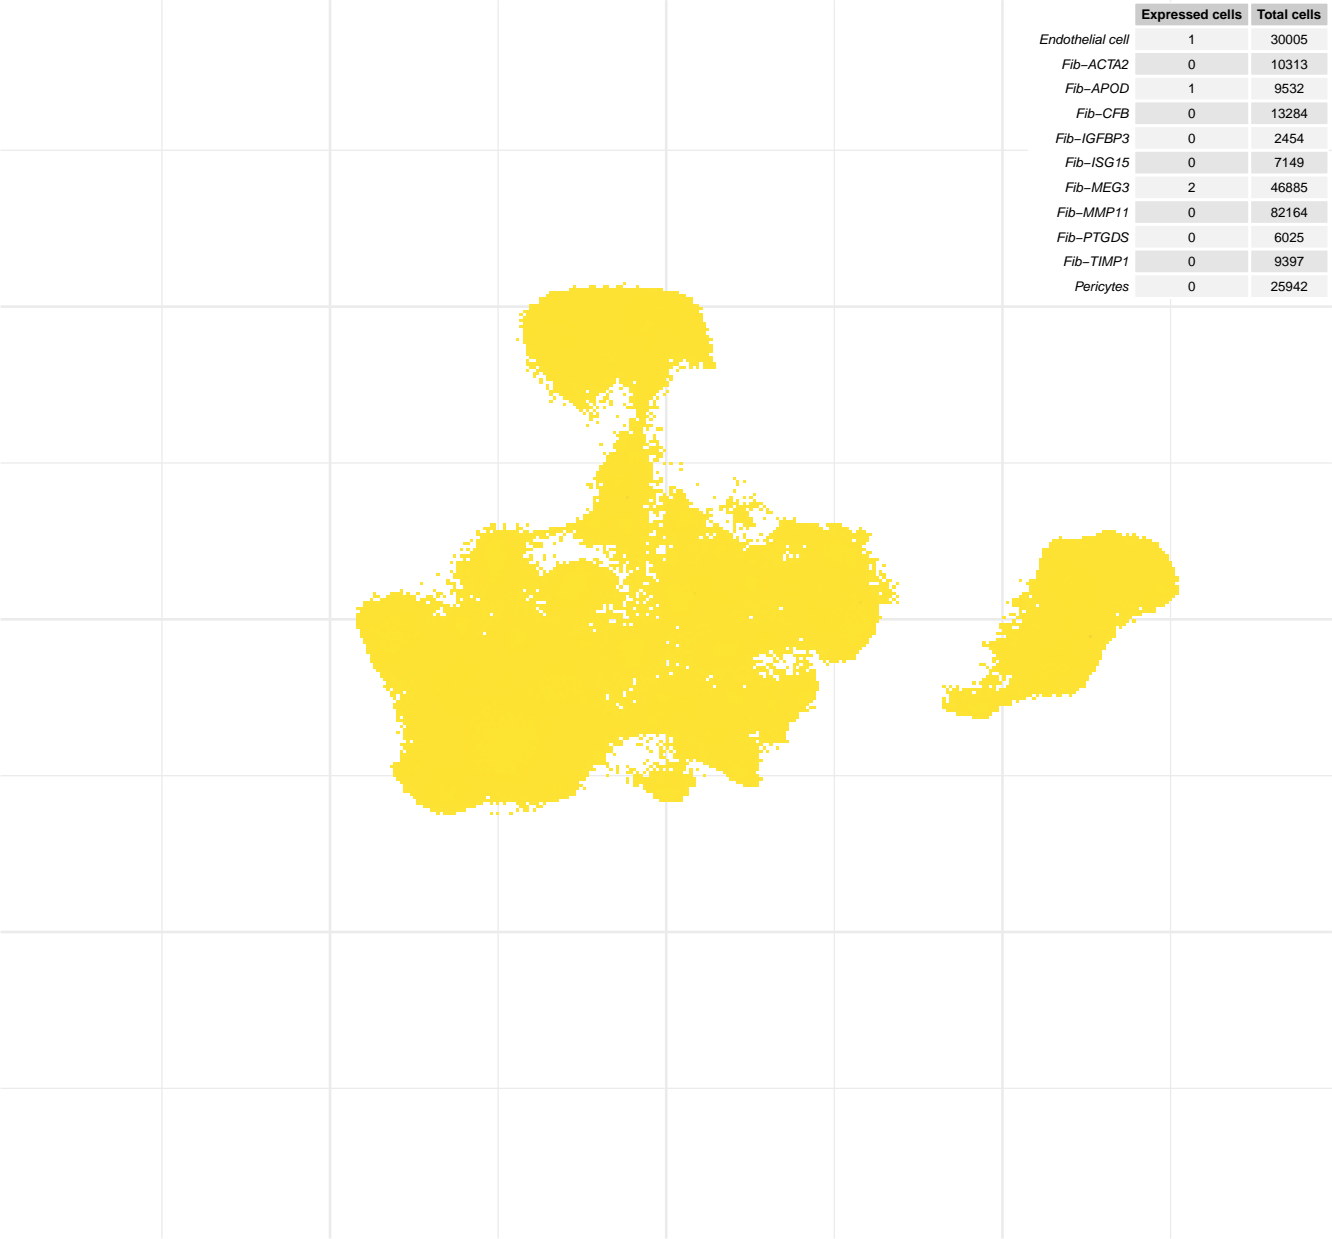 Expressed cells Total cells
Endothelial cell 1 30005
Fib−ACTA2 0 10313
Fib−APOD 1 9532
Fib−CFB 0 13284
Fib−IGFBP3 0 2454
Fib−ISG15 0 7149
Fib−MEG3 2 46885
Fib−MMP11 0 82164
Fib−PTGDS 0 6025
Fib−TIMP1 0 9397
Pericytes 0 25942